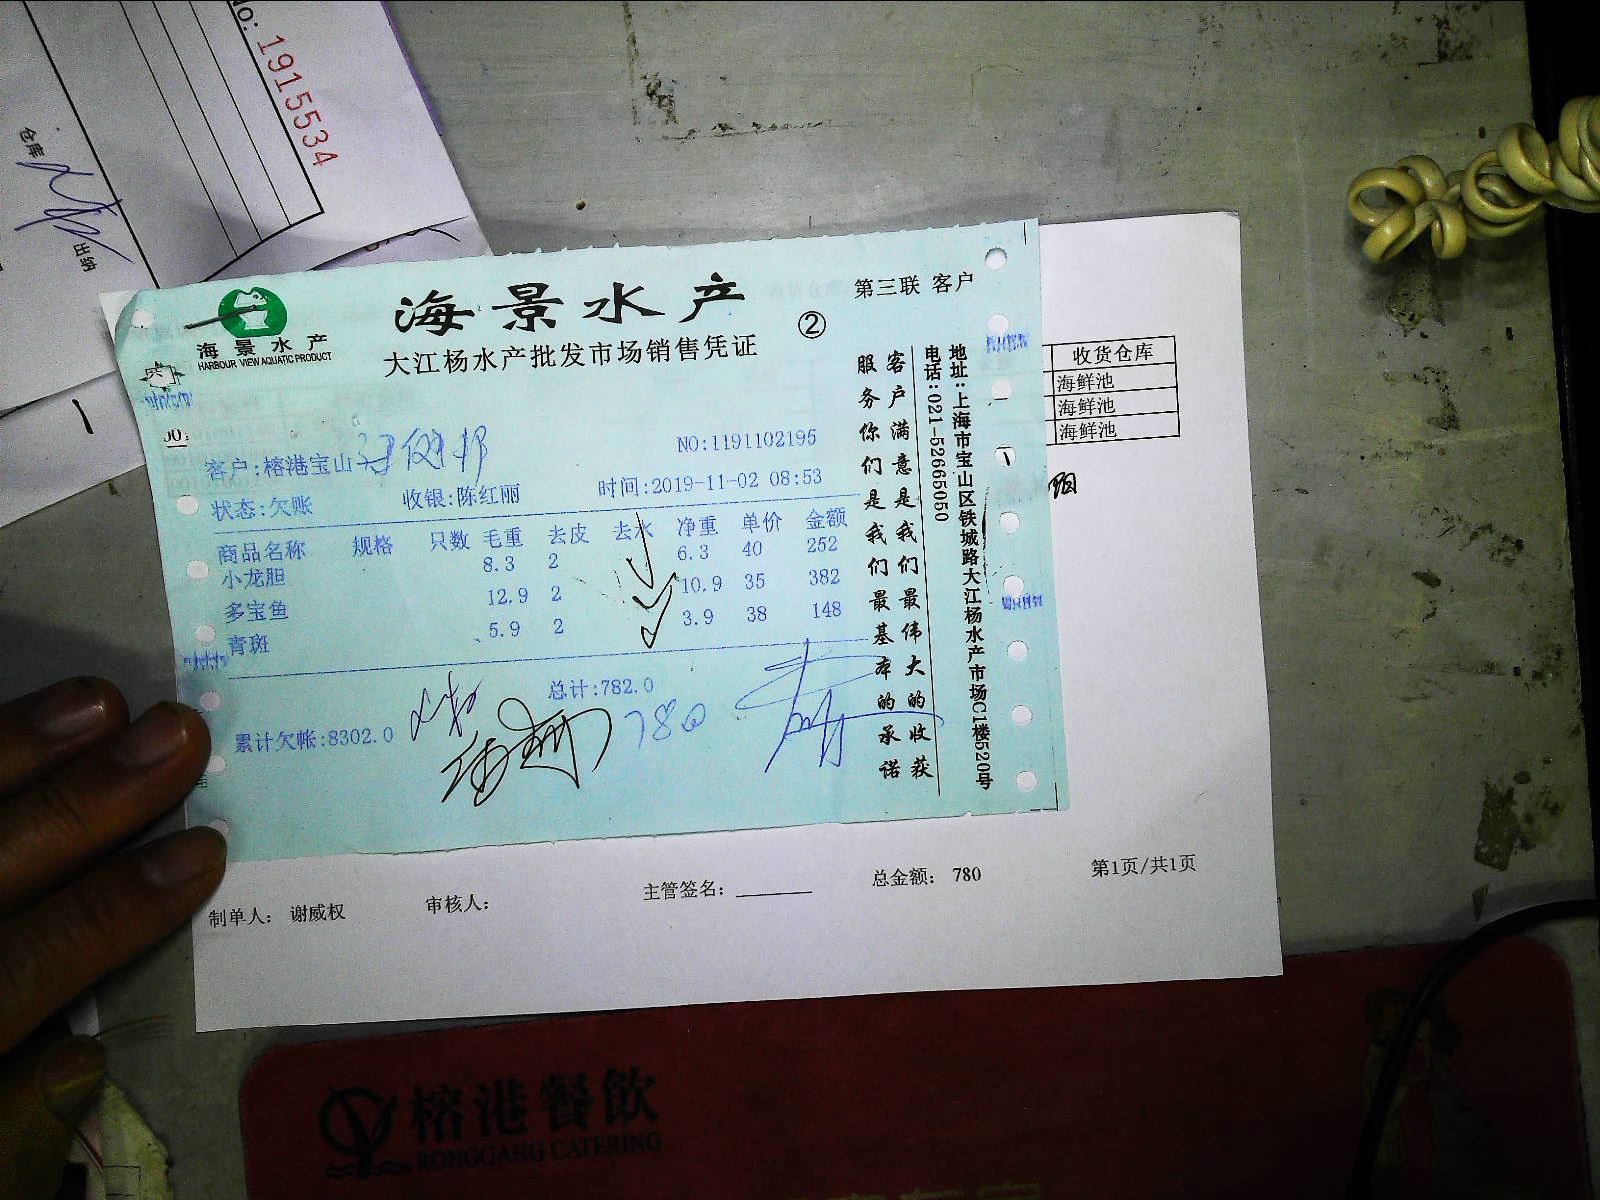 No: 1915534
仓库
出纳
海景水产
HARBOUR VIEW AQUATIC PRODUCT
海景水产
大江杨水产批发市场销售凭证
②
第三联 客户
客户:榕港宝山
NO:1191102195
状态:欠账 收银:陈红丽 时间:2019-11-02 08:53
商品名称 规格 只数 毛重 去皮 去水 净重 单价 金额
小龙胆 8.3 2 6.3 40 252
多宝鱼 12.9 2 10.9 35 382
青斑 5.9 2 3.9 38 148
总计:782.0
累计欠帐:8302.0
780
客户满意是我们最伟大的收获
服务你们是我们最基本的承诺
地址:上海市宝山区铁城路大江杨水产市场C1楼520号
电话:021-52665050
收货仓库
海鲜池
海鲜池
海鲜池
制单人: 谢威权 审核人: 主管签名: 总金额: 780 第1页/共1页
榕港餐飲
RONGGANG CATERING